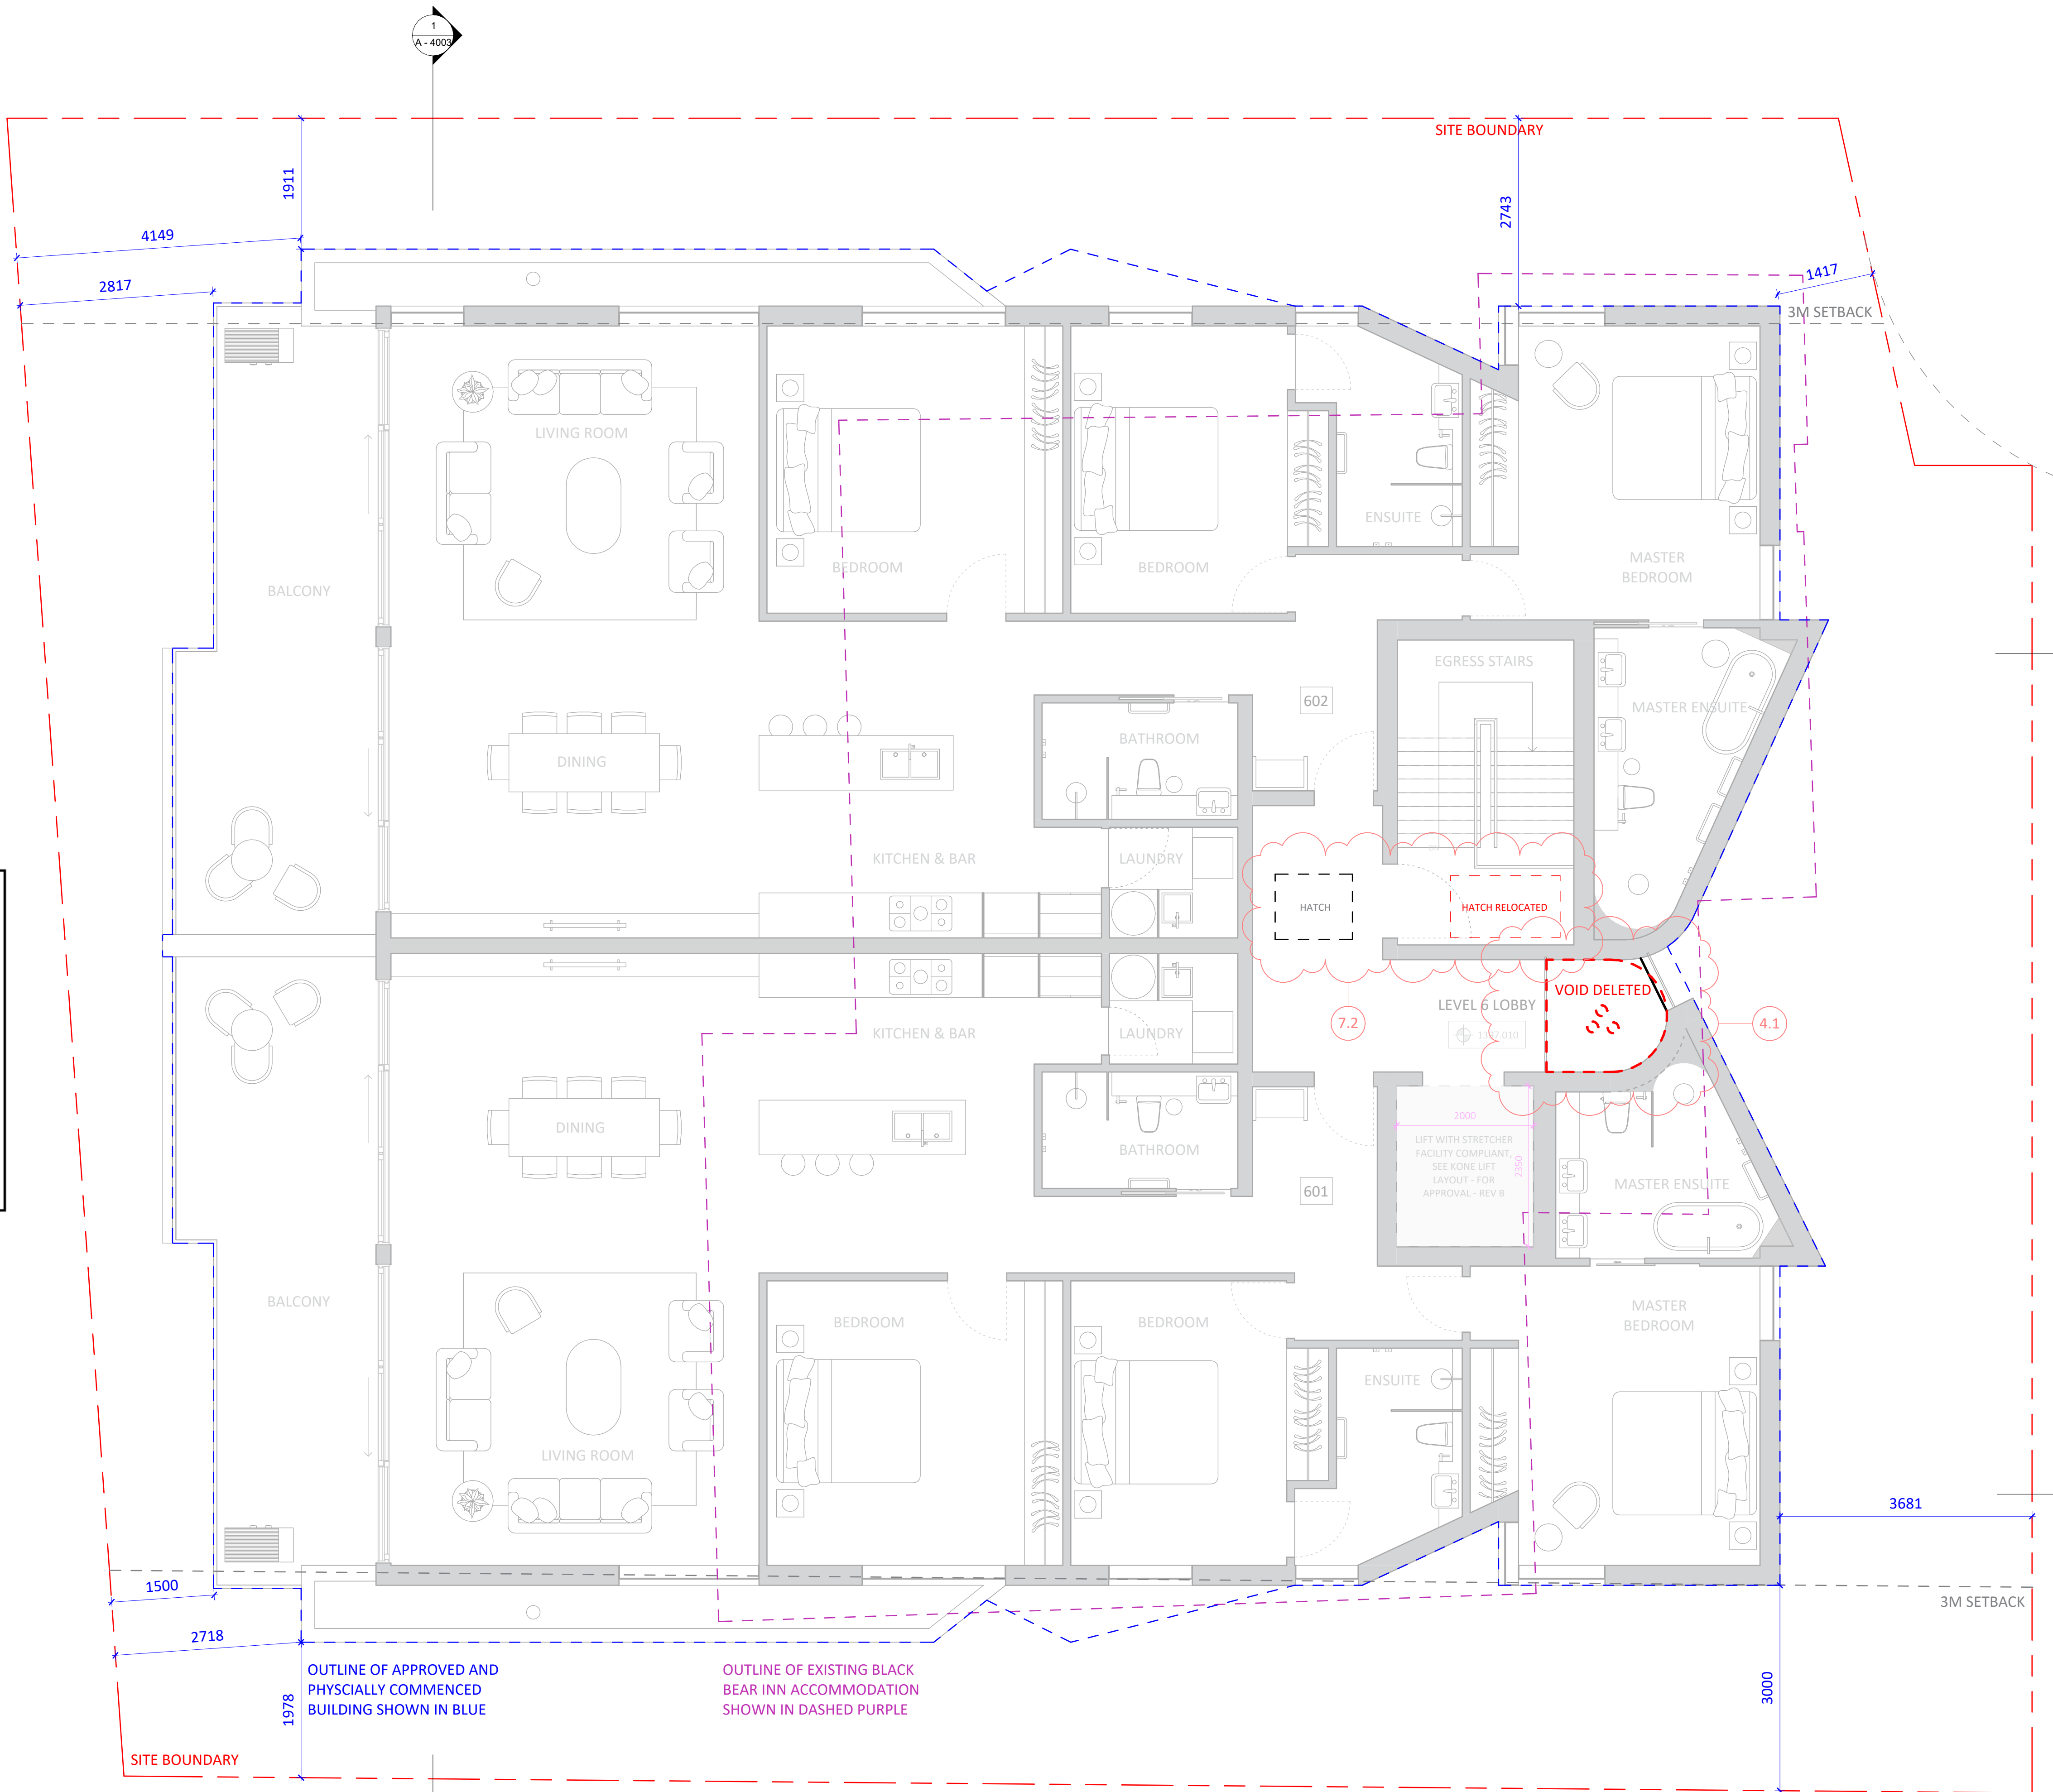 1
A - 4003
SITE BOUNDARY
1911
2743
4149
2817
1417
3M SETBACK
LIVING ROOM
ENSUITE
BEDROOM
BEDROOM
MASTER
BEDROOM
BALCONY
EGRESS STAIRS
602
MASTER ENSUITE
BATHROOM
DINING
KITCHEN & BAR
LAUNDRY
HATCH
HATCH RELOCATED
VOID DELETED
LEVEL 6 LOBBY
7.2
4.1
KITCHEN & BAR
LAUNDRY
2000
DINING
LIFT WITH STRETCHER
FACILITY COMPLIANT,
SEE KONE LIFT
LAYOUT - FOR
APPROVAL - REV B
2350
BATHROOM
601
MASTER ENSUITE
BALCONY
BEDROOM
BEDROOM
MASTER
BEDROOM
ENSUITE
LIVING ROOM
3681
1500
3M SETBACK
2718
OUTLINE OF APPROVED AND
PHYSCIALLY COMMENCED
BUILDING SHOWN IN BLUE
OUTLINE OF EXISTING BLACK
BEAR INN ACCOMMODATION
SHOWN IN DASHED PURPLE
1978
3000
SITE BOUNDARY